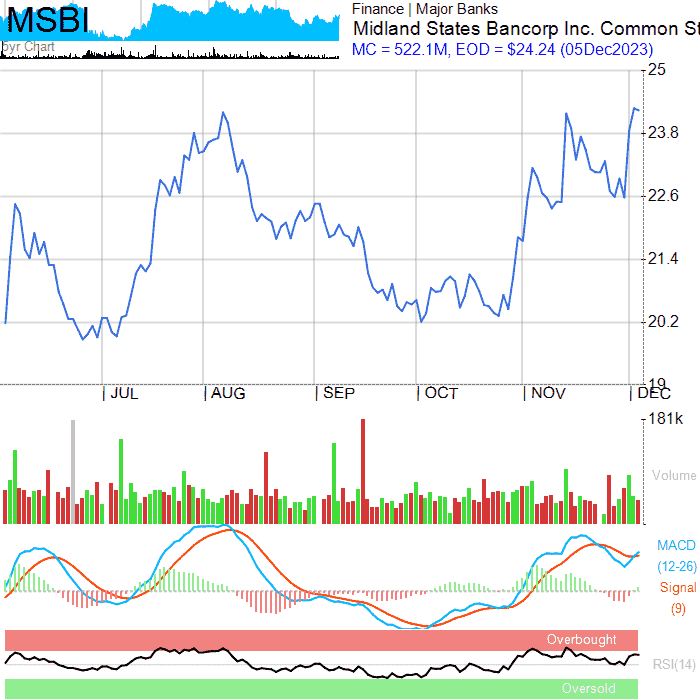 MSBI
5yr Chart
Finance | Major Banks
Midland States Bancorp Inc. Common St
MC = 522.1M, EOD = $24.24 (05Dec2023)
25
23.8
22.6
21.4
20.2
19
| JUL | AUG | SEP | OCT | NOV | DEC
181k
Volume
MACD
(12-26)
Signal
(9)
Overbought
RSI(14)
Oversold